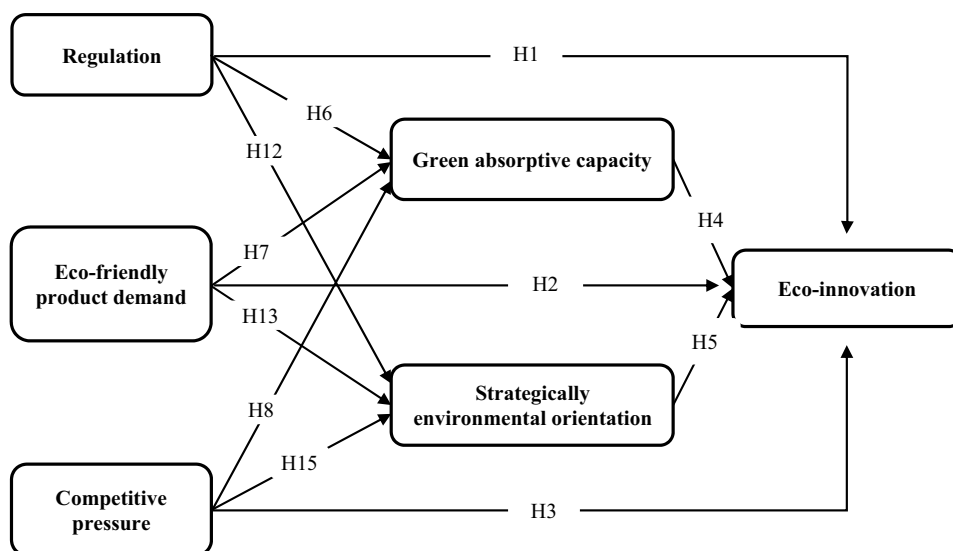 Regulation
H1
H6
H12
Green absorptive capacity
H4
H7
Eco-friendly
product demand
H2
Eco-innovation
H13
H5
Strategically
environmental orientation
H8
H15
Competitive
pressure
H3